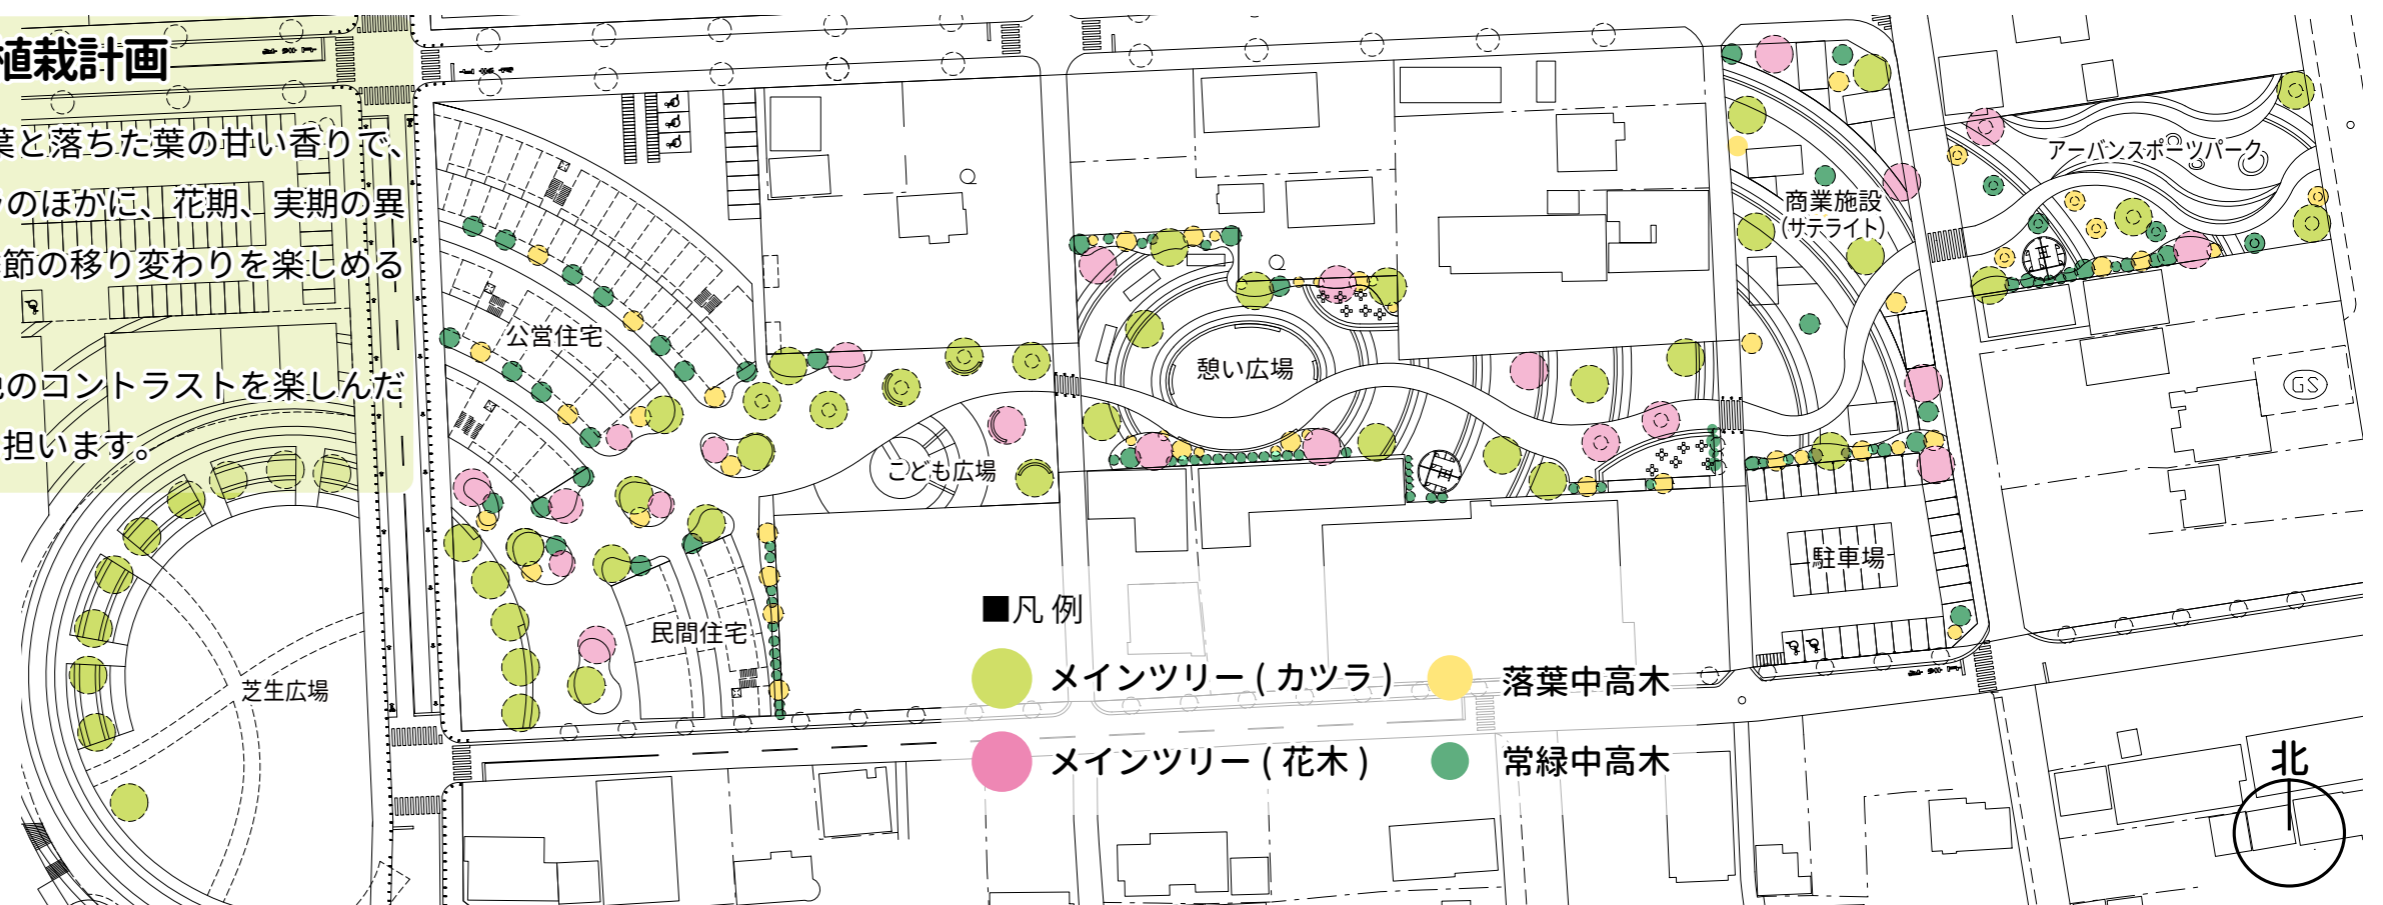 植栽計画
葉と落ちた葉の甘い香りで、
のほかに、花期、実期の異
節の移り変わりを楽しめる
のコントラストを楽しんだ
担います。
公営住宅
民間住宅
芝生広場
こども広場
憩い広場
商業施設
(サテライト)
アーバンスポーツパーク
駐車場
GS
■凡 例
メインツリー ( カツラ )
落葉中高木
メインツリー ( 花木 )
常緑中高木
北